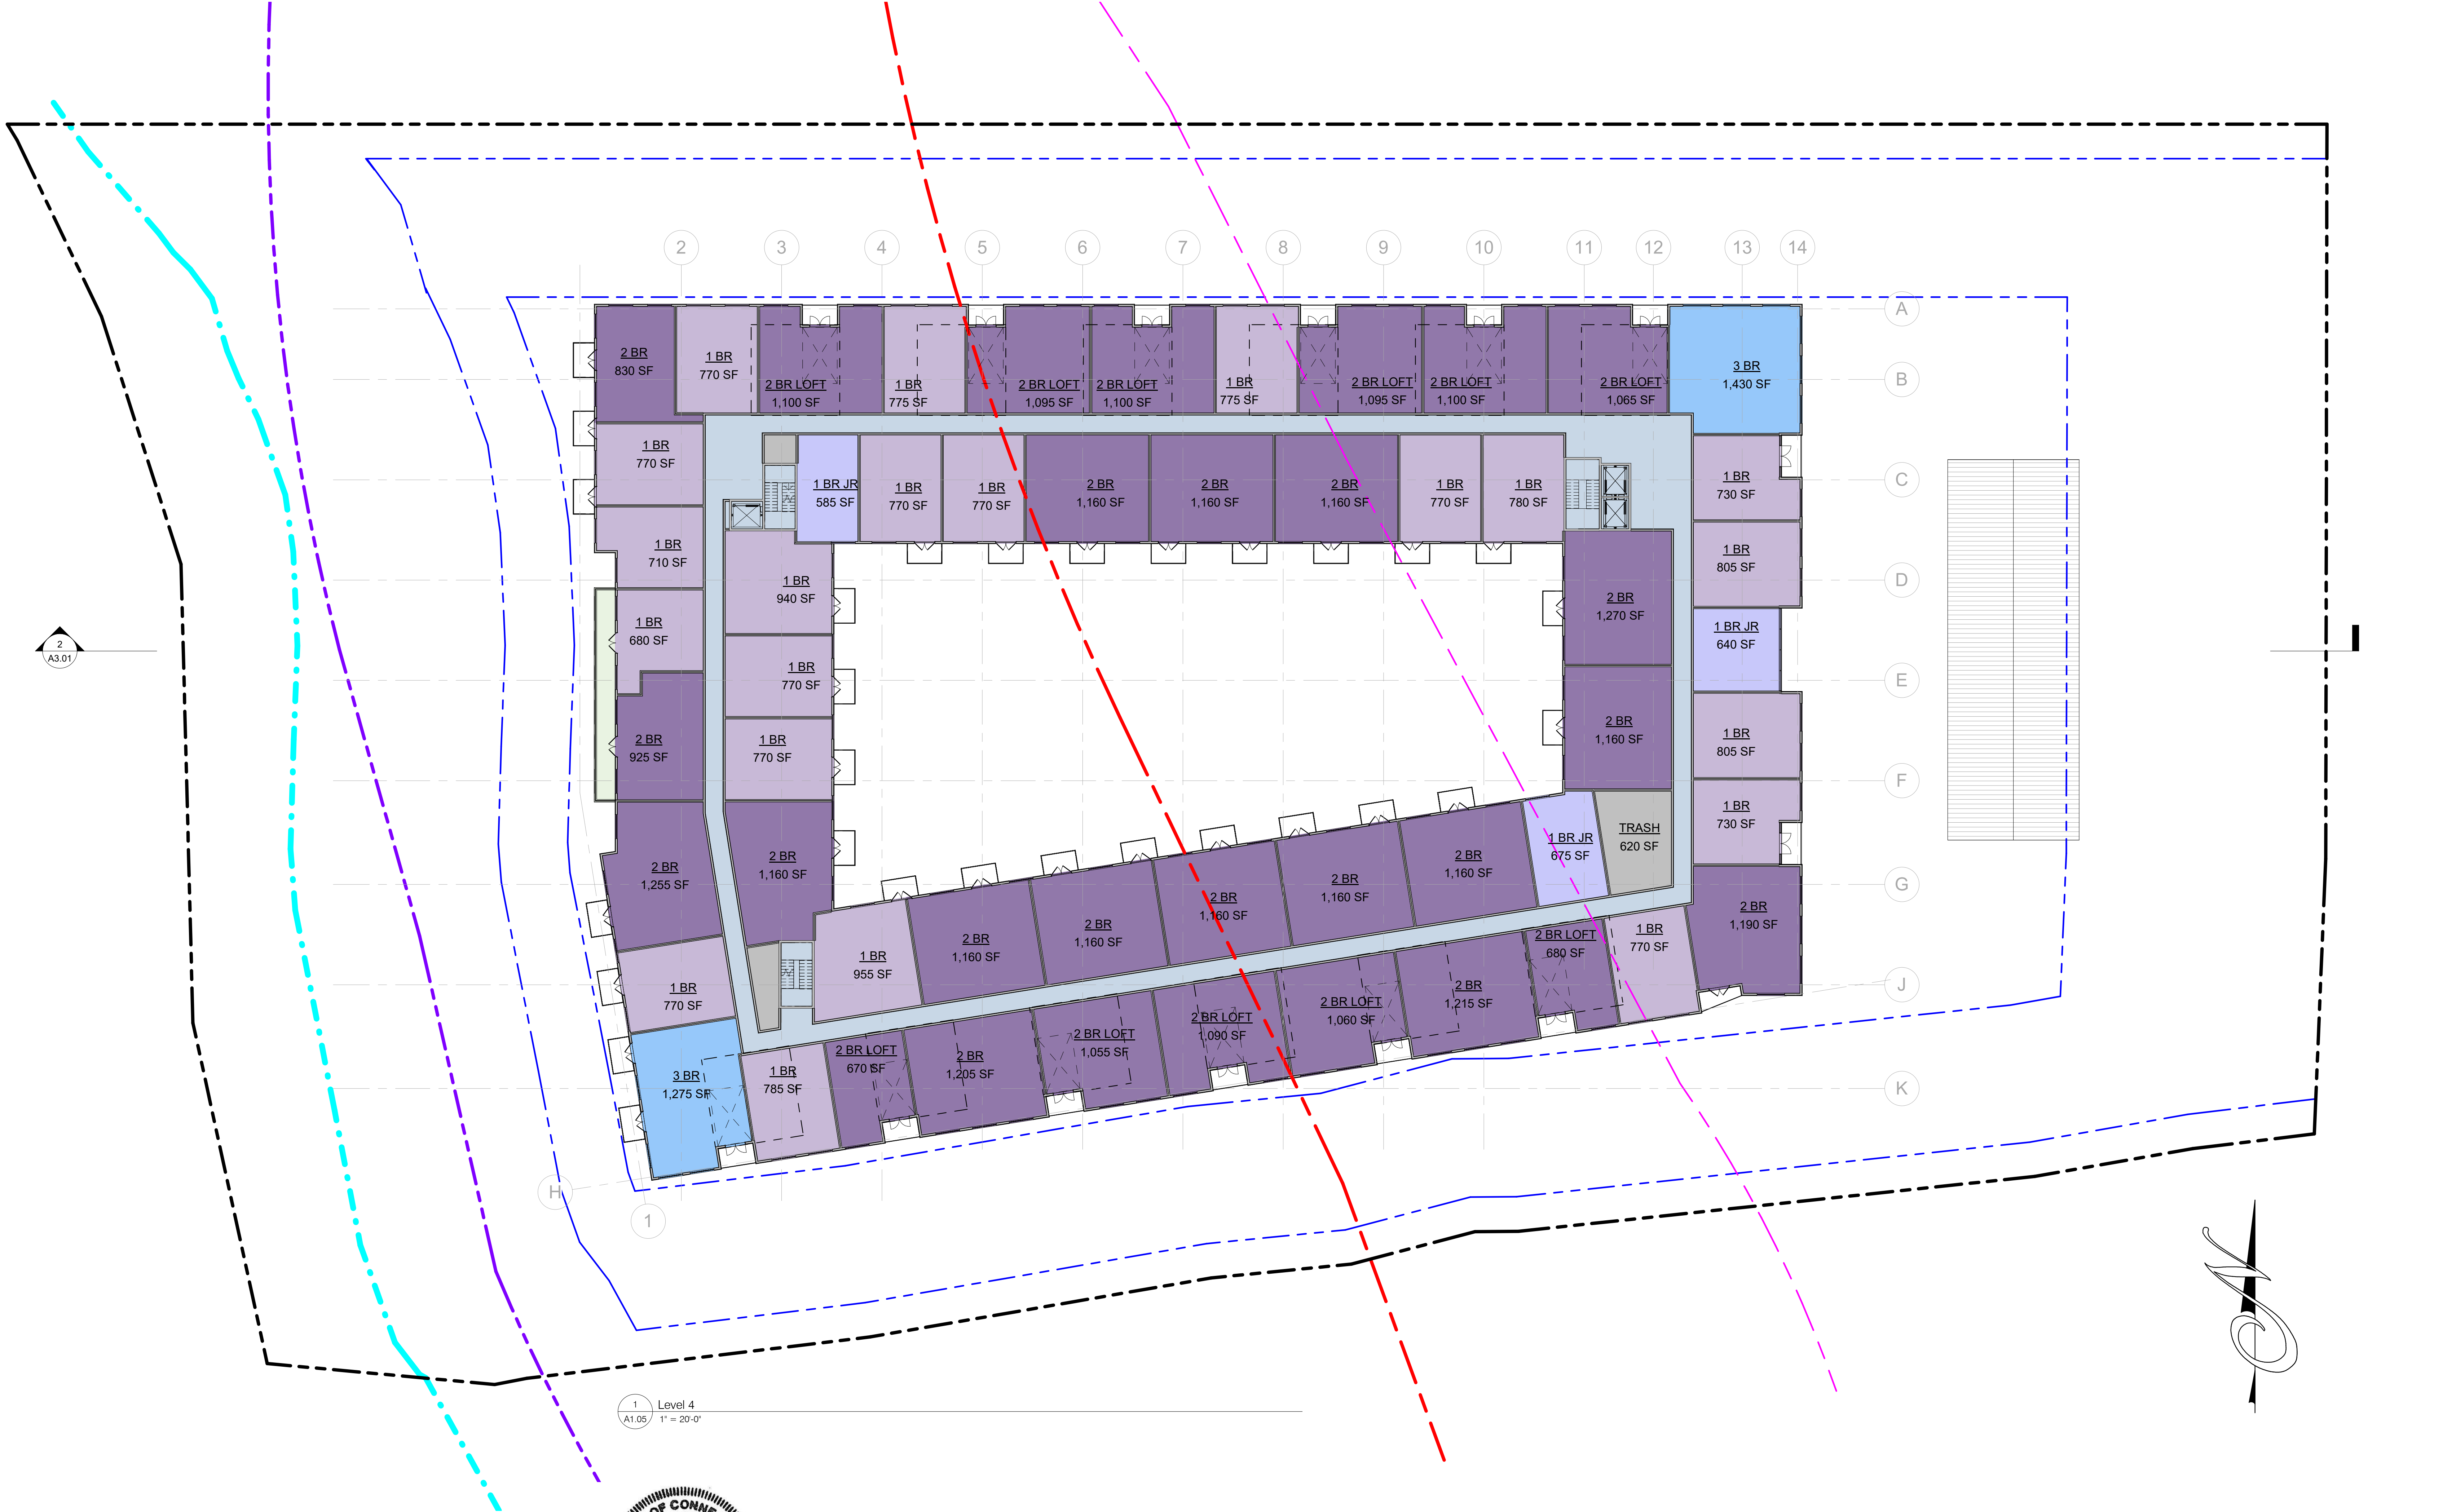 2
3
4
5
6
7
8
9
10
11
12
13
14
A
2 BR
830 SF
1 BR
770 SF
2 BR LOFT
1,100 SF
1 BR
775 SF
2 BR LOFT
1,095 SF
2 BR LOFT
1,100 SF
1 BR
775 SF
2 BR LOFT
1,095 SF
2 BR LOFT
1,100 SF
2 BR LOFT
1,065 SF
3 BR
1,430 SF
B
1 BR
770 SF
1 BR JR
585 SF
1 BR
770 SF
1 BR
770 SF
2 BR
1,160 SF
2 BR
1,160 SF
2 BR
1,160 SF
1 BR
770 SF
1 BR
780 SF
1 BR
730 SF
C
1 BR
710 SF
1 BR
940 SF
2 BR
1,270 SF
1 BR
805 SF
D
1 BR
680 SF
1 BR
770 SF
1 BR JR
640 SF
2
A3.01
E
2 BR
925 SF
1 BR
770 SF
2 BR
1,160 SF
1 BR
805 SF
F
2 BR
1,255 SF
2 BR
1,160 SF
1 BR JR
675 SF
TRASH
620 SF
1 BR
730 SF
G
1 BR
955 SF
2 BR
1,160 SF
2 BR
1,160 SF
2 BR
1,160 SF
2 BR
1,160 SF
2 BR
1,160 SF
2 BR
1,190 SF
1 BR
770 SF
2 BR LOFT
680 SF
1 BR
770 SF
J
3 BR
1,275 SF
1 BR
785 SF
2 BR LOFT
670 SF
2 BR
1,205 SF
2 BR LOFT
1,055 SF
2 BR LOFT
1,090 SF
2 BR LOFT
1,060 SF
2 BR
1,215 SF
K
H
1
1
A1.05
Level 4
1" = 20'-0"
OF CONNE